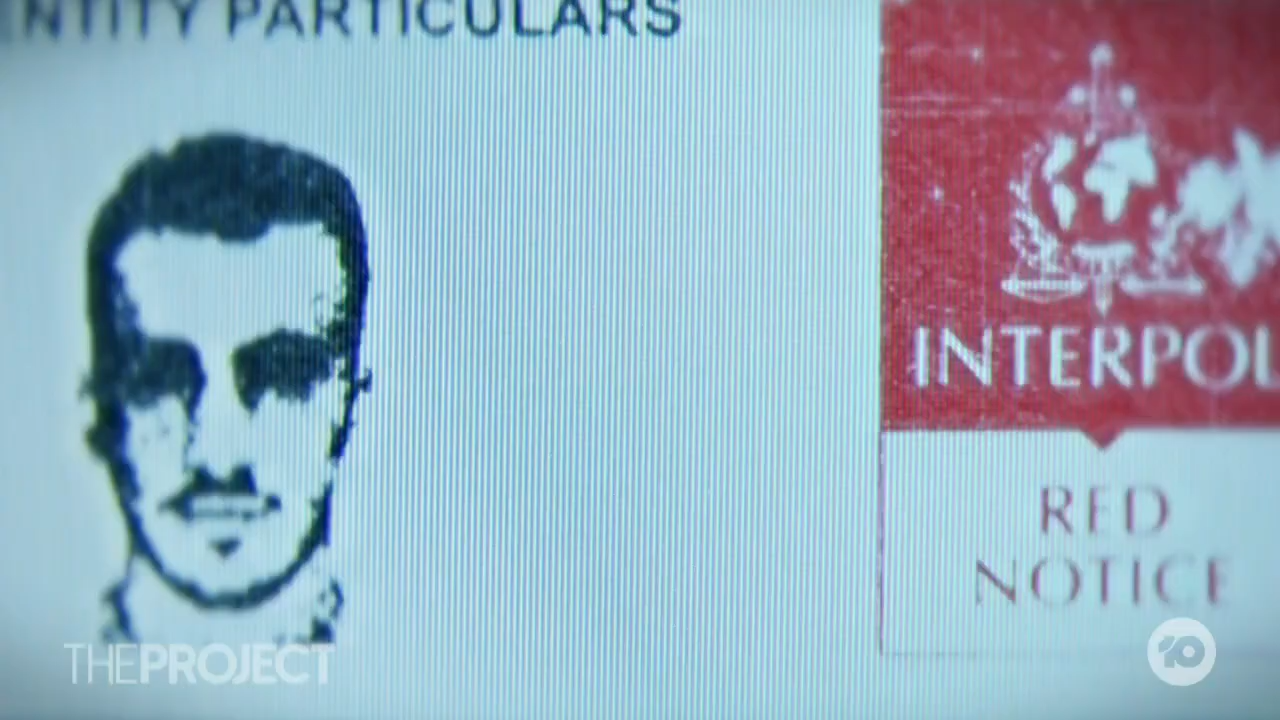 NTITY PARTICULARS
INTERPOL
RED
NOTICE
THEPROJECT
10